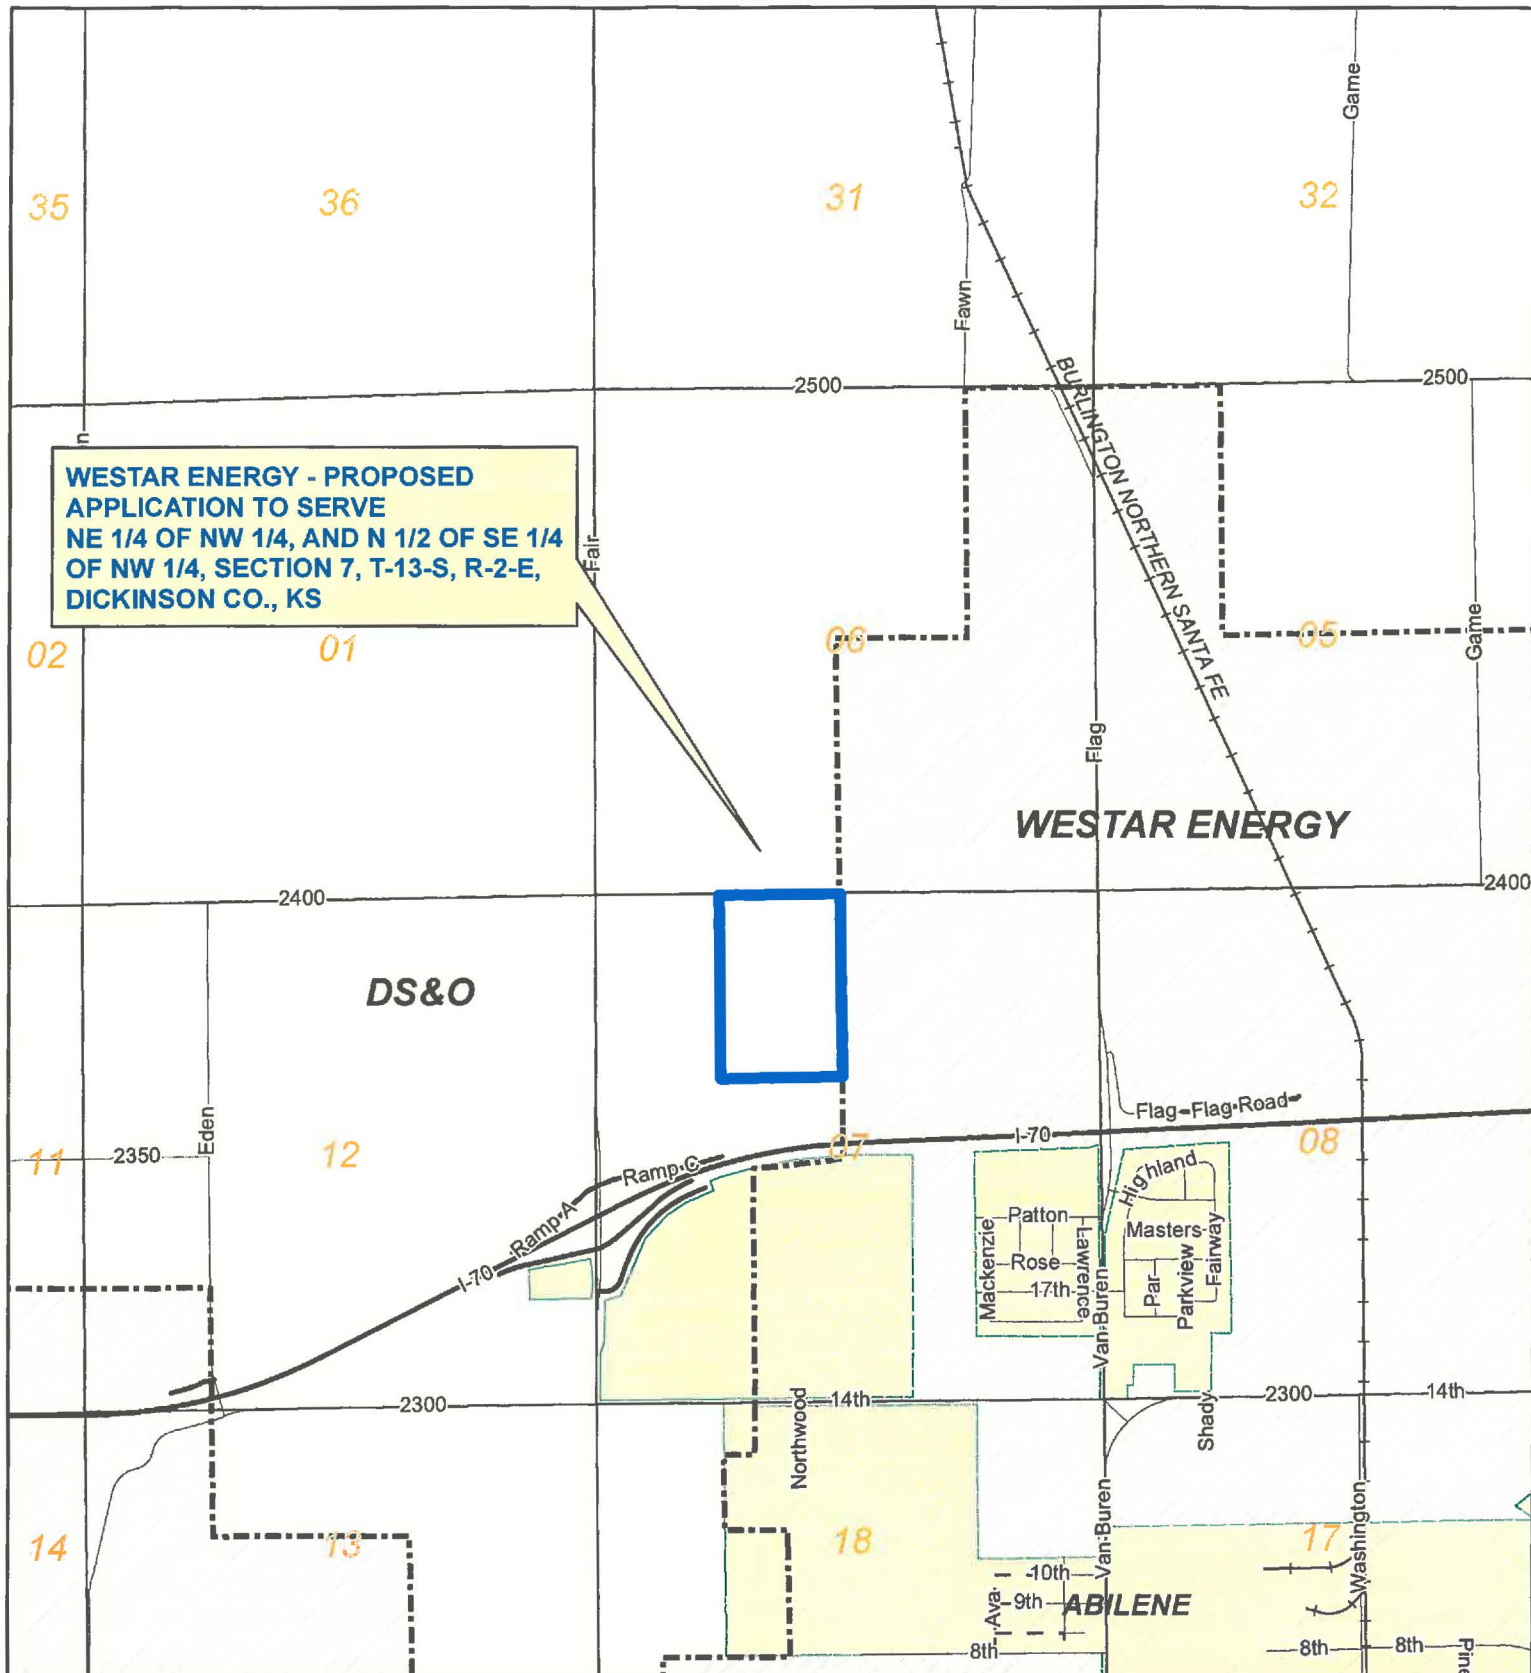 Game
35
36
31
32
Fawn
2500
2500
n
BURLINGTON NORTHERN SANTA FE
WESTAR ENERGY - PROPOSED
APPLICATION TO SERVE
NE 1/4 OF NW 1/4, AND N 1/2 OF SE 1/4
OF NW 1/4, SECTION 7, T-13-S, R-2-E,
DICKINSON CO., KS
Fair
02
01
06
05
Game
Flag
WESTAR ENERGY
2400
2400
DS&O
Flag-Flag-Road
Eden
11
2350
12
07
I-70
08
Ramp-C
Highland
Ramp-A
Patton
Masters
Mackenzie
Rose
Lawrence
Fairway
I-70
17th
Par
Parkview
Van-Buren
2300
14th
2300
14th
Northwood
Shady
14
13
18
17
Van-Buren
Washington
10th
9th
Ava
ABILENE
8th
8th
8th
Pine